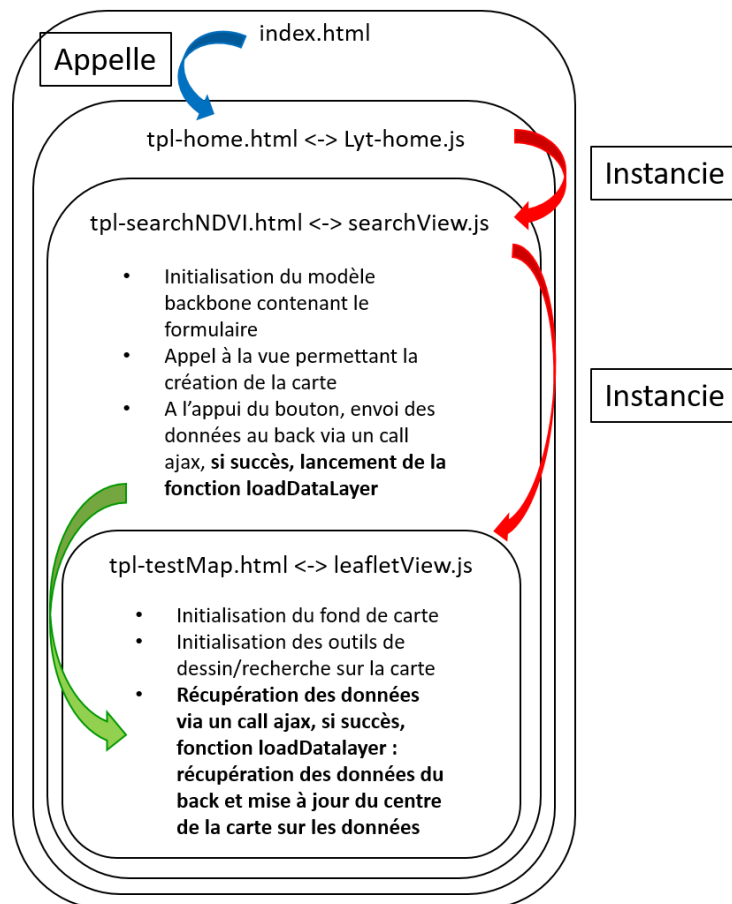 index.html
Appelle
tpl-home.html <-> Lyt-home.js
Instancie
tpl-searchNDVI.html <-> searchView.js
• Initialisation du modèle
backbone contenant le
formulaire
• Appel à la vue permettant la
création de la carte
• A l’appui du bouton, envoi des
données au back via un call
ajax, si succès, lancement de la
fonction loadDataLayer
Instancie
tpl-testMap.html <-> leafletView.js
• Initialisation du fond de carte
• Initialisation des outils de
dessin/recherche sur la carte
• Récupération des données
via un call ajax, si succès,
fonction loadDatalayer :
récupération des données du
back et mise à jour du centre
de la carte sur les données